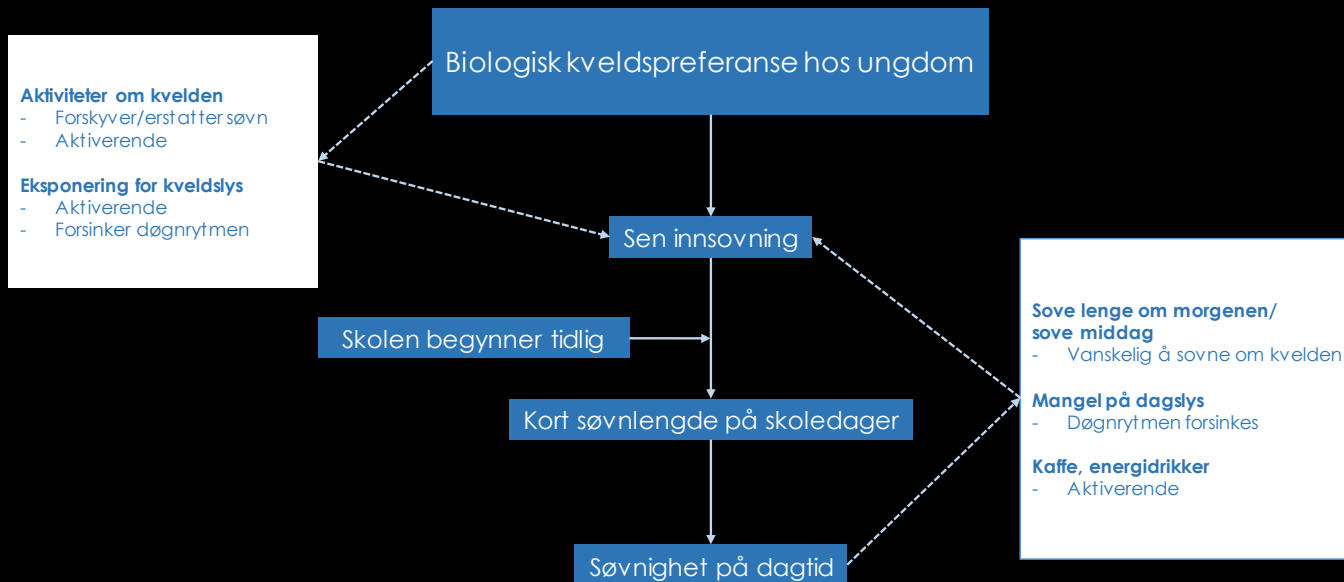 Biologisk kveldspreferanse hos ungdom
Aktiviteter om kvelden
- Forskyver/erstatter søvn
- Aktiverende
Eksponering for kveldslys
- Aktiverende
- Forsinker døgnrytmen
Sen innsovning
Skolen begynner tidlig
Kort søvnlengde på skoledager
Søvnighet på dagtid
Sove lenge om morgenen/
sove middag
- Vanskelig å sovne om kvelden
Mangel på dagslys
- Døgnrytmen forsinkes
Kaffe, energidrikker
- Aktiverende